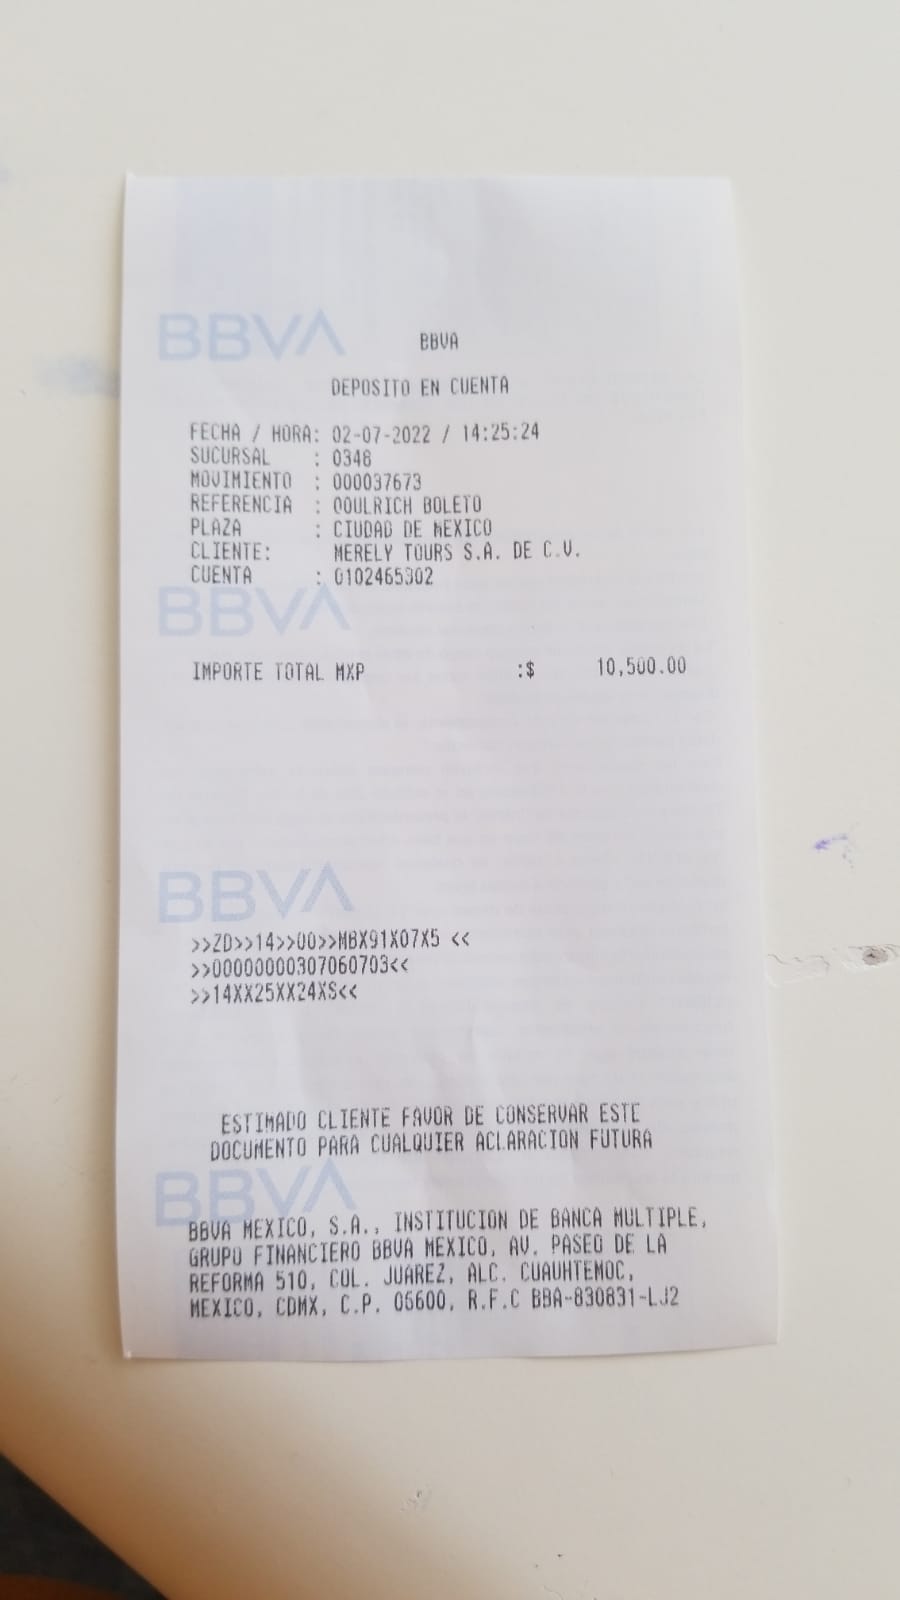 BBVA
BBVA
DEPOSITO EN CUENTA
FECHA / HORA: 02-07-2022 / 14:25:24
SUCURSAL : 0348
MOVIMIENTO : 000037673
REFERENCIA : OOULRICH BOLETO
PLAZA : CIUDAD DE MEXICO
CLIENTE: MERELY TOURS S.A. DE C.V.
CUENTA : 0102465302
BBVA
IMPORTE TOTAL MXP :$ 10,500.00
BBVA
>>ZD>>14>>00>>MBX91X07X5 <<
>>00000000307060703<<
>>14XX25XX24XS<<
ESTIMADO CLIENTE FAVOR DE CONSERVAR ESTE
DOCUMENTO PARA CUALQUIER ACLARACION FUTURA
BBVA
BBVA MEXICO, S.A., INSTITUCION DE BANCA MULTIPLE,
GRUPO FINANCIERO BBVA MEXICO, AV. PASEO DE LA
REFORMA 510, COL. JUAREZ, ALC. CUAUHTEMOC,
MEXICO, CDMX, C.P. 06600, R.F.C BBA-830831-LJ2